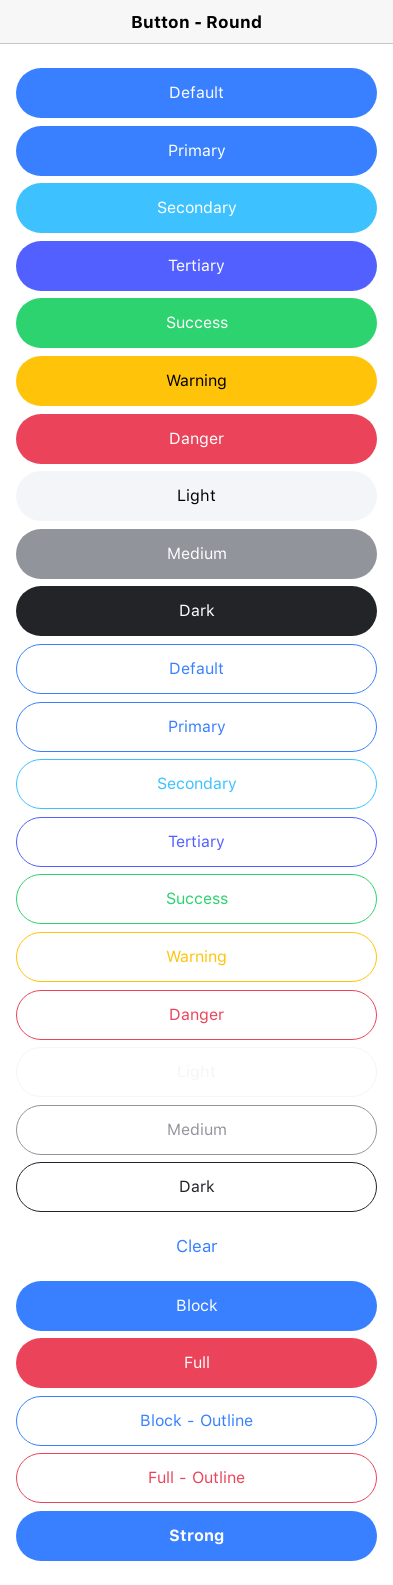 Button - Round
Default
Primary
Secondary
Tertiary
Success
Warning
Danger
Light
Medium
Dark
Default
Primary
Secondary
Tertiary
Success
Warning
Danger
Light
Medium
Dark
Clear
Block
Full
Block - Outline
Full - Outline
Strong